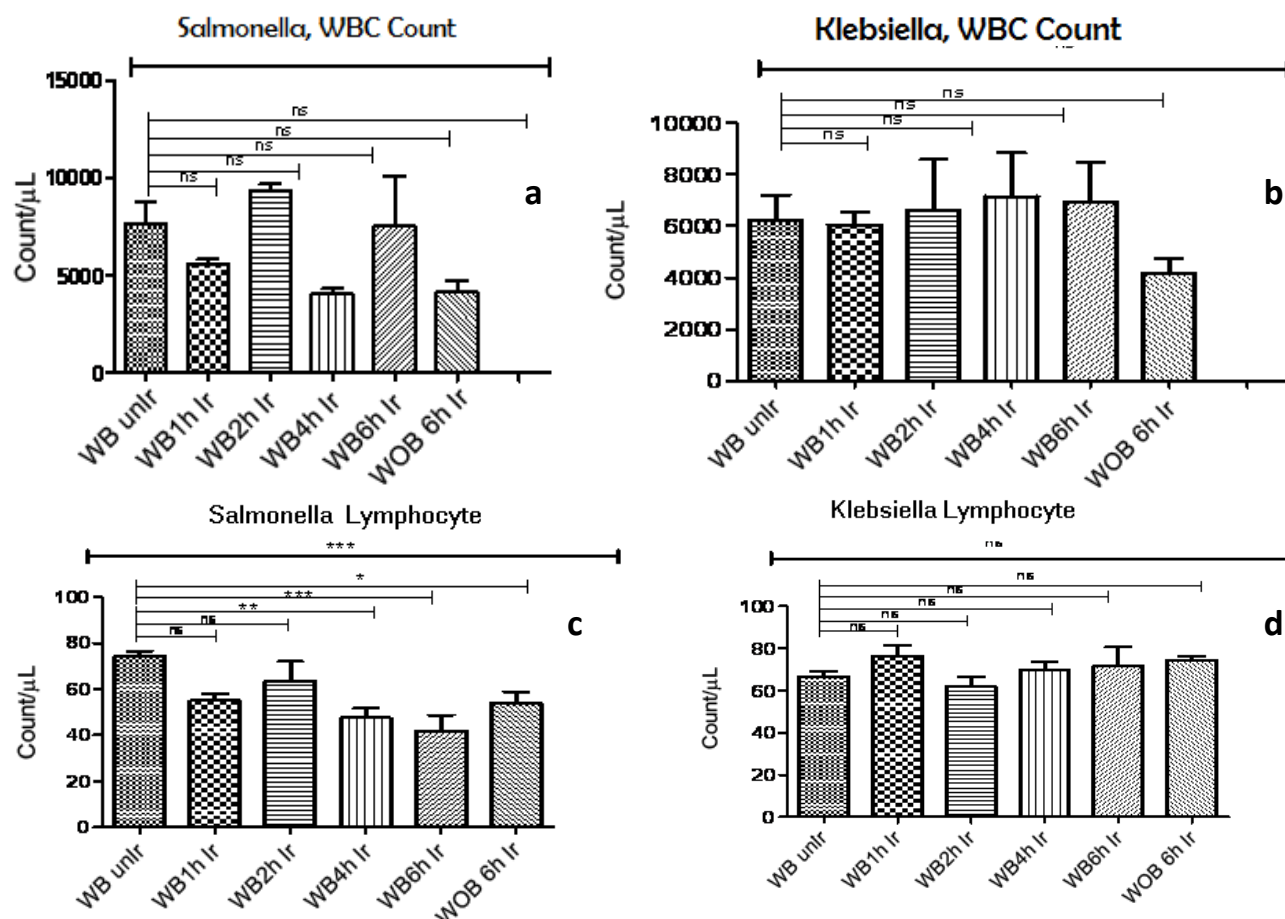 Salmonella, WBC Count
ns
ns
ns
ns
ns
15000
10000
5000
0
Count/µL
a
WB unIr
WB1h Ir
WB2h Ir
WB4h Ir
WB6h Ir
WOB 6h Ir
Klebsiella, WBC Count
ns
ns
ns
ns
ns
10000
8000
6000
4000
2000
0
Count/µL
b
WB unIr
WB1h Ir
WB2h Ir
WB4h Ir
WB6h Ir
WOB 6h Ir
Salmonella Lymphocyte
***
*
***
**
ns
ns
100
80
60
40
20
0
Count/µL
c
WB unIr
WB1h Ir
WB2h Ir
WB4h Ir
WB6h Ir
WOB 6h Ir
Klebsiella Lymphocyte
ns
ns
ns
ns
ns
ns
100
80
60
40
20
0
Count/µL
d
WB unIr
WB1h Ir
WB2h Ir
WB4h Ir
WB6h Ir
WOB 6h Ir